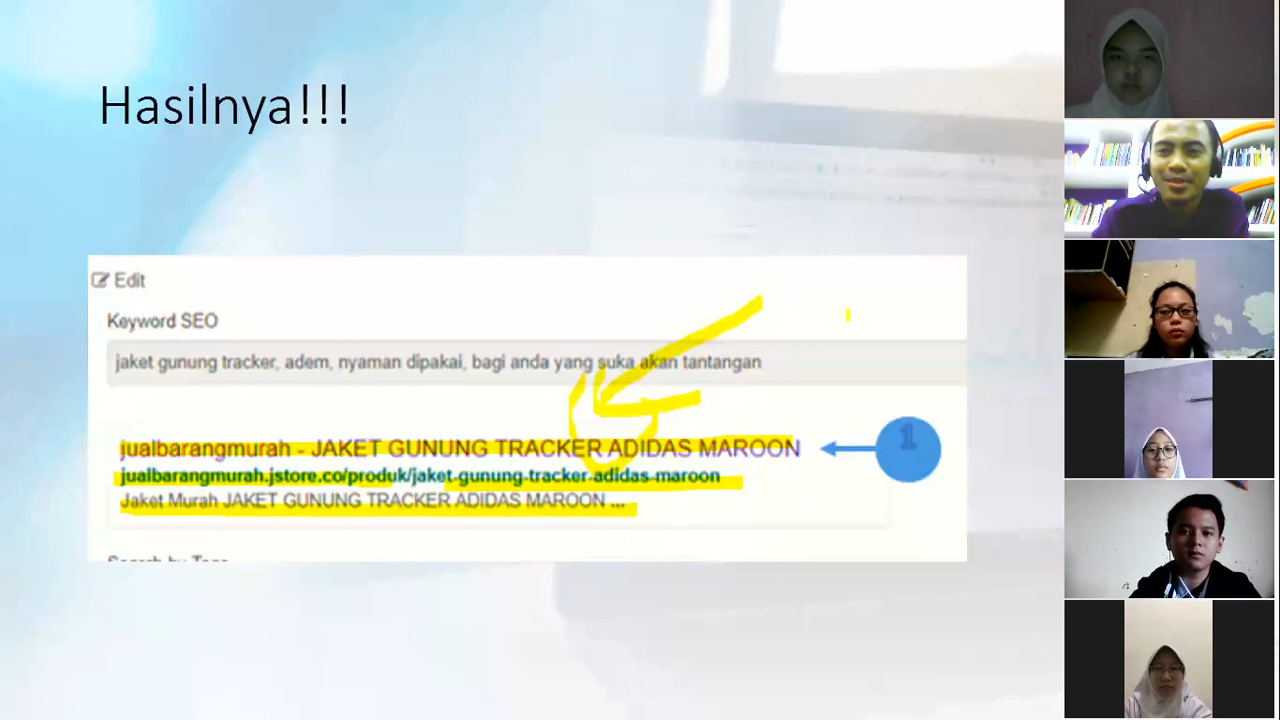 Hasilnya!!!
Edit
Keyword SEO
jaket gunung tracker, adem, nyaman dipakai, bagi anda yang suka akan tantangan
jualbarangmurah - JAKET GUNUNG TRACKER ADIDAS MAROON
1
jualbarangmurah.jstore.co/produk/jaket-gunung-tracker-adidas-maroon
Jaket Murah JAKET GUNUNG TRACKER ADIDAS MAROON ...